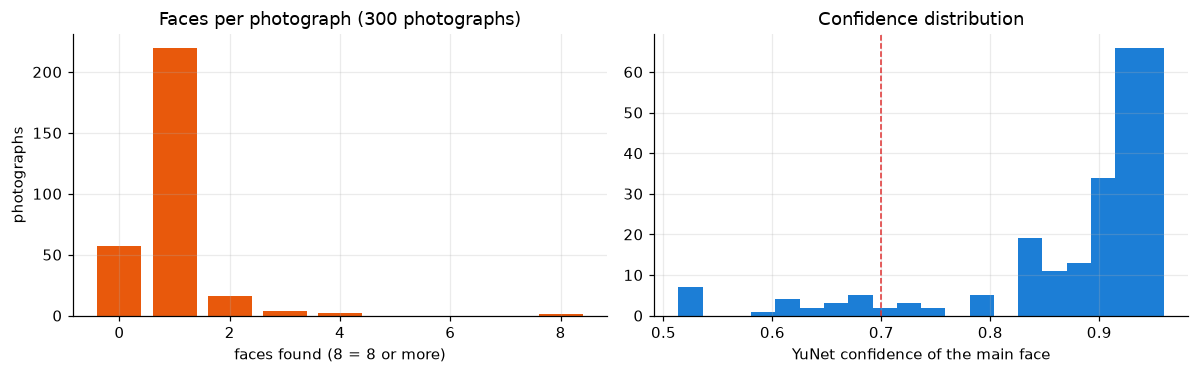 Faces per photograph (300 photographs)
photographs
200
150
100
50
0
0 2 4 6 8
faces found (8 = 8 or more)
Confidence distribution
60
50
40
30
20
10
0
0.5 0.6 0.7 0.8 0.9
YuNet confidence of the main face